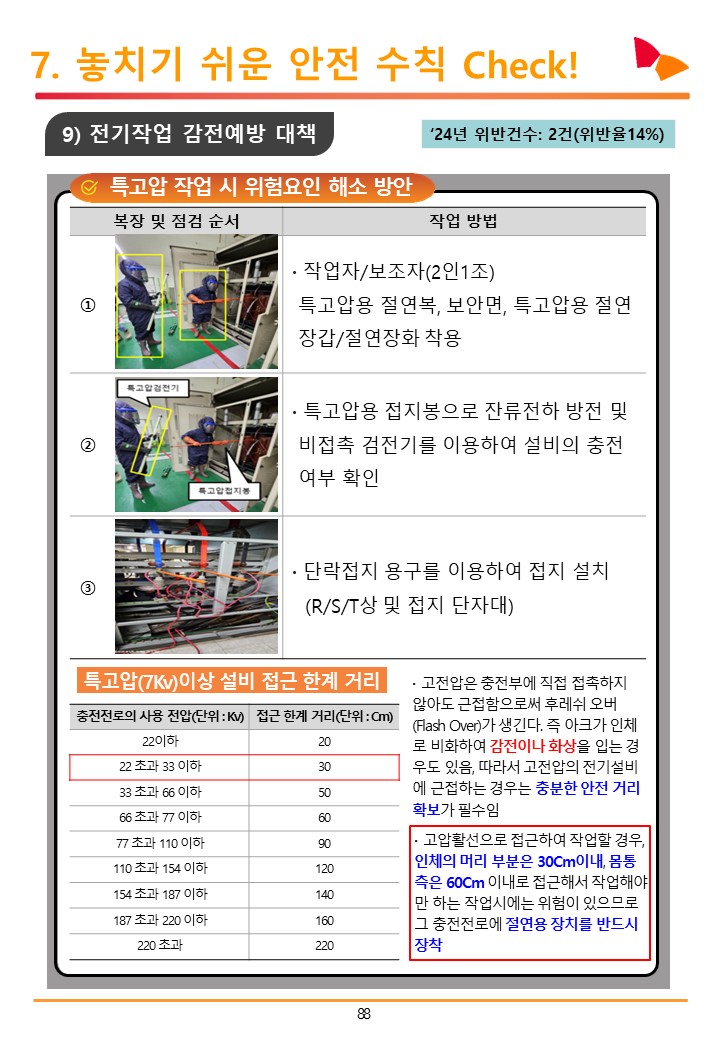 7. 놓치기 쉬운 안전 수칙 Check!
9) 전기작업 감전예방 대책
‘24년 위반건수: 2건(위반율14%)
특고압 작업 시 위험요인 해소 방안
복장 및 점검 순서
작업 방법
①
· 작업자/보조자(2인1조)
특고압용 절연복, 보안면, 특고압용 절연
장갑/절연장화 착용
②
특고압검전기
특고압접지봉
· 특고압용 접지봉으로 잔류전하 방전 및
비접촉 검전기를 이용하여 설비의 충전
여부 확인
③
· 단락접지 용구를 이용하여 접지 설치
(R/S/T상 및 접지 단자대)
특고압(7Kv)이상 설비 접근 한계 거리
충전전로의 사용 전압(단위 : Kv) 접근 한계 거리(단위 : Cm)
22이하 20
22 초과 33 이하 30
33 초과 66 이하 50
66 초과 77 이하 60
77 초과 110 이하 90
110 초과 154 이하 120
154 초과 187 이하 140
187 초과 220 이하 160
220 초과 220
· 고전압은 충전부에 직접 접촉하지
않아도 근접함으로써 후레쉬 오버
(Flash Over)가 생긴다. 즉 아크가 인체
로 비화하여 감전이나 화상을 입는 경
우도 있음, 따라서 고전압의 전기설비
에 근접하는 경우는 충분한 안전 거리
확보가 필수임
· 고압활선으로 접근하여 작업할 경우,
인체의 머리 부분은 30Cm이내, 몸통
측은 60Cm 이내로 접근해서 작업해야
만 하는 작업시에는 위험이 있으므로
그 충전전로에 절연용 장치를 반드시
장착
88